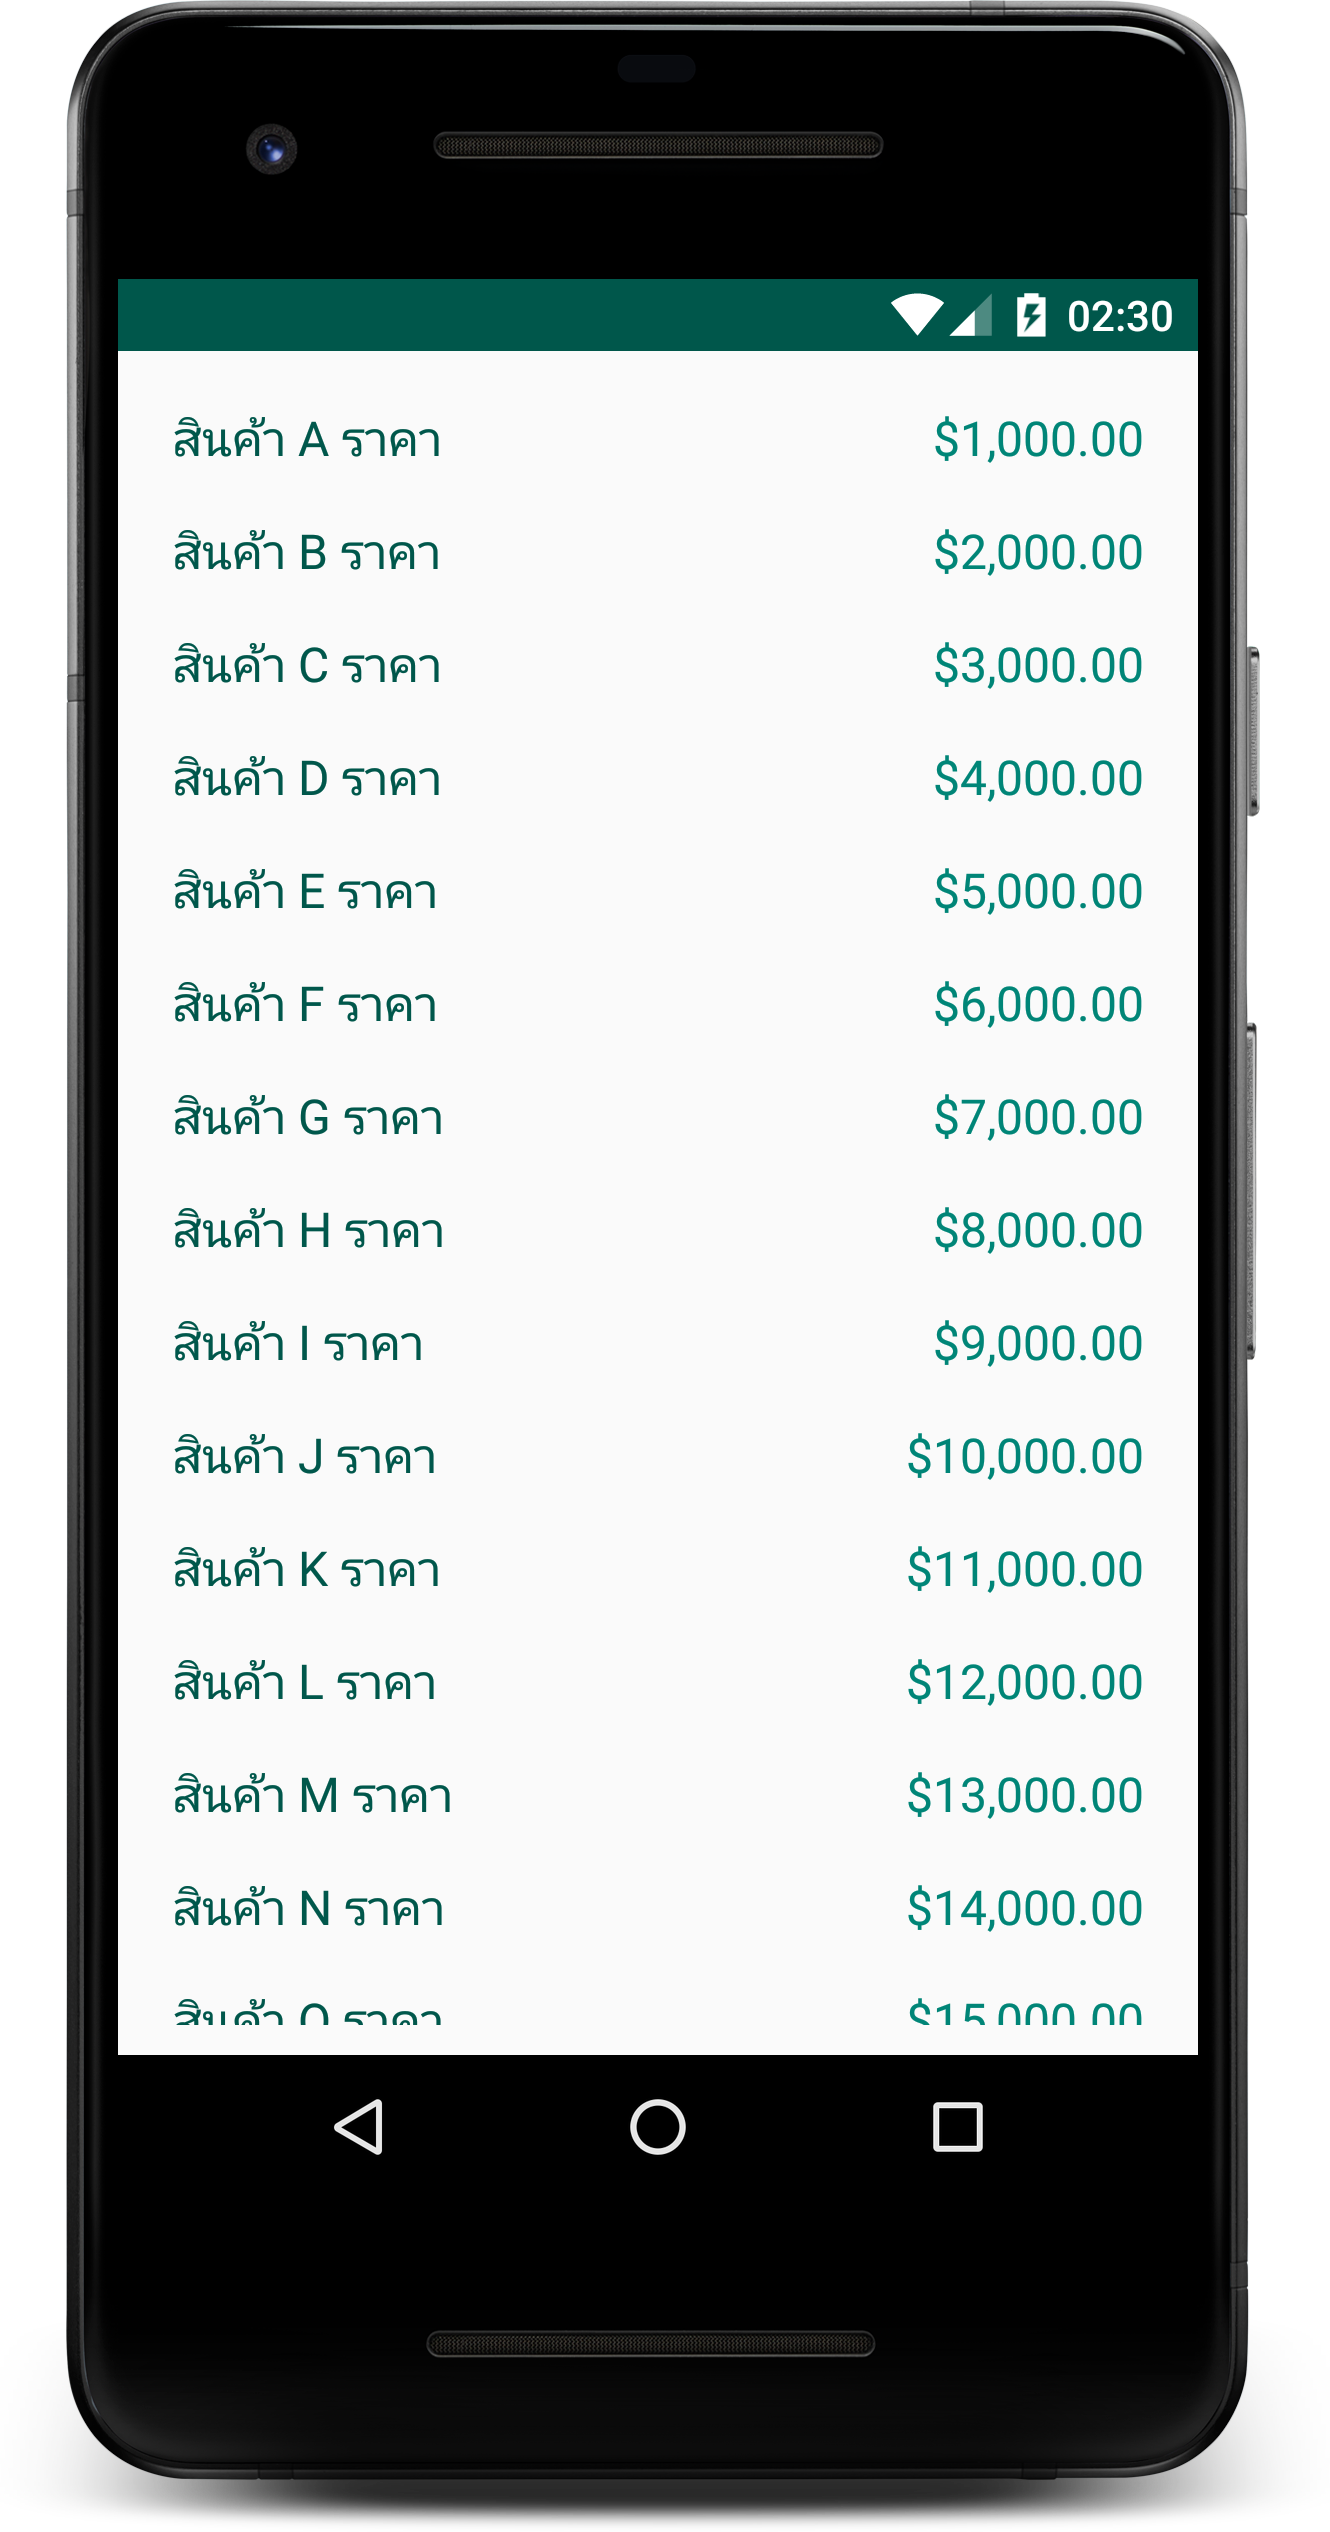 02:30
สินค้า A ราคา $1,000.00
สินค้า B ราคา $2,000.00
สินค้า C ราคา $3,000.00
สินค้า D ราคา $4,000.00
สินค้า E ราคา $5,000.00
สินค้า F ราคา $6,000.00
สินค้า G ราคา $7,000.00
สินค้า H ราคา $8,000.00
สินค้า I ราคา $9,000.00
สินค้า J ราคา $10,000.00
สินค้า K ราคา $11,000.00
สินค้า L ราคา $12,000.00
สินค้า M ราคา $13,000.00
สินค้า N ราคา $14,000.00
สินค้า O ราคา $15,000.00